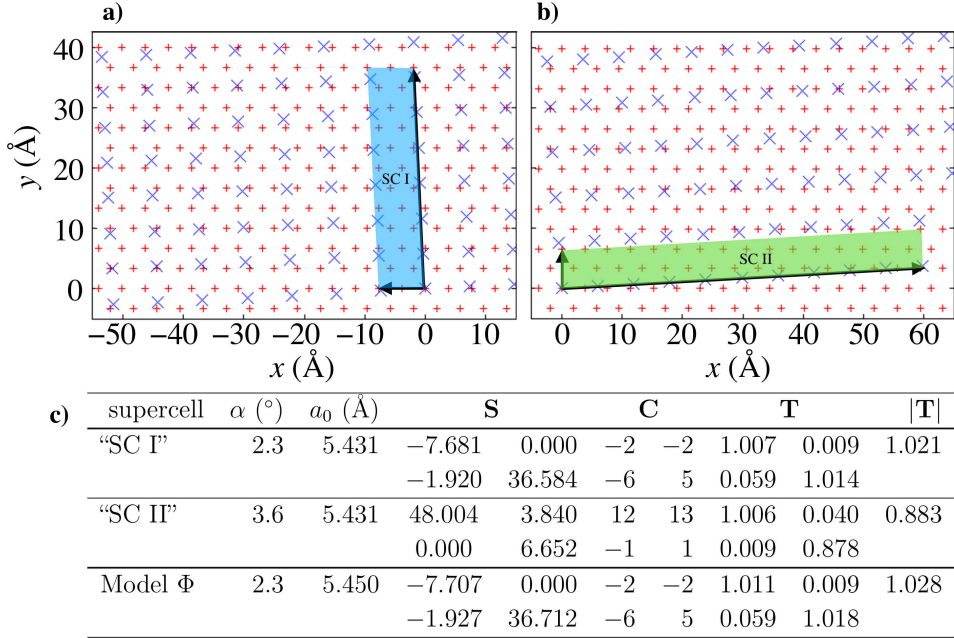 a)
b)
40
30
20
10
0
y (Å)
SC I
SC II
−50 −40 −30 −20 −10 0 10
0 10 20 30 40 50 60
x (Å)
x (Å)
c)
supercell α (°) a₀ (Å) S C T |T|
“SC I” 2.3 5.431 −7.681 0.000 −2 −2 1.007 0.009 1.021
−1.920 36.584 −6 5 0.059 1.014
“SC II” 3.6 5.431 48.004 3.840 12 13 1.006 0.040 0.883
0.000 6.652 −1 1 0.009 0.878
Model Φ 2.3 5.450 −7.707 0.000 −2 −2 1.011 0.009 1.028
−1.927 36.712 −6 5 0.059 1.018